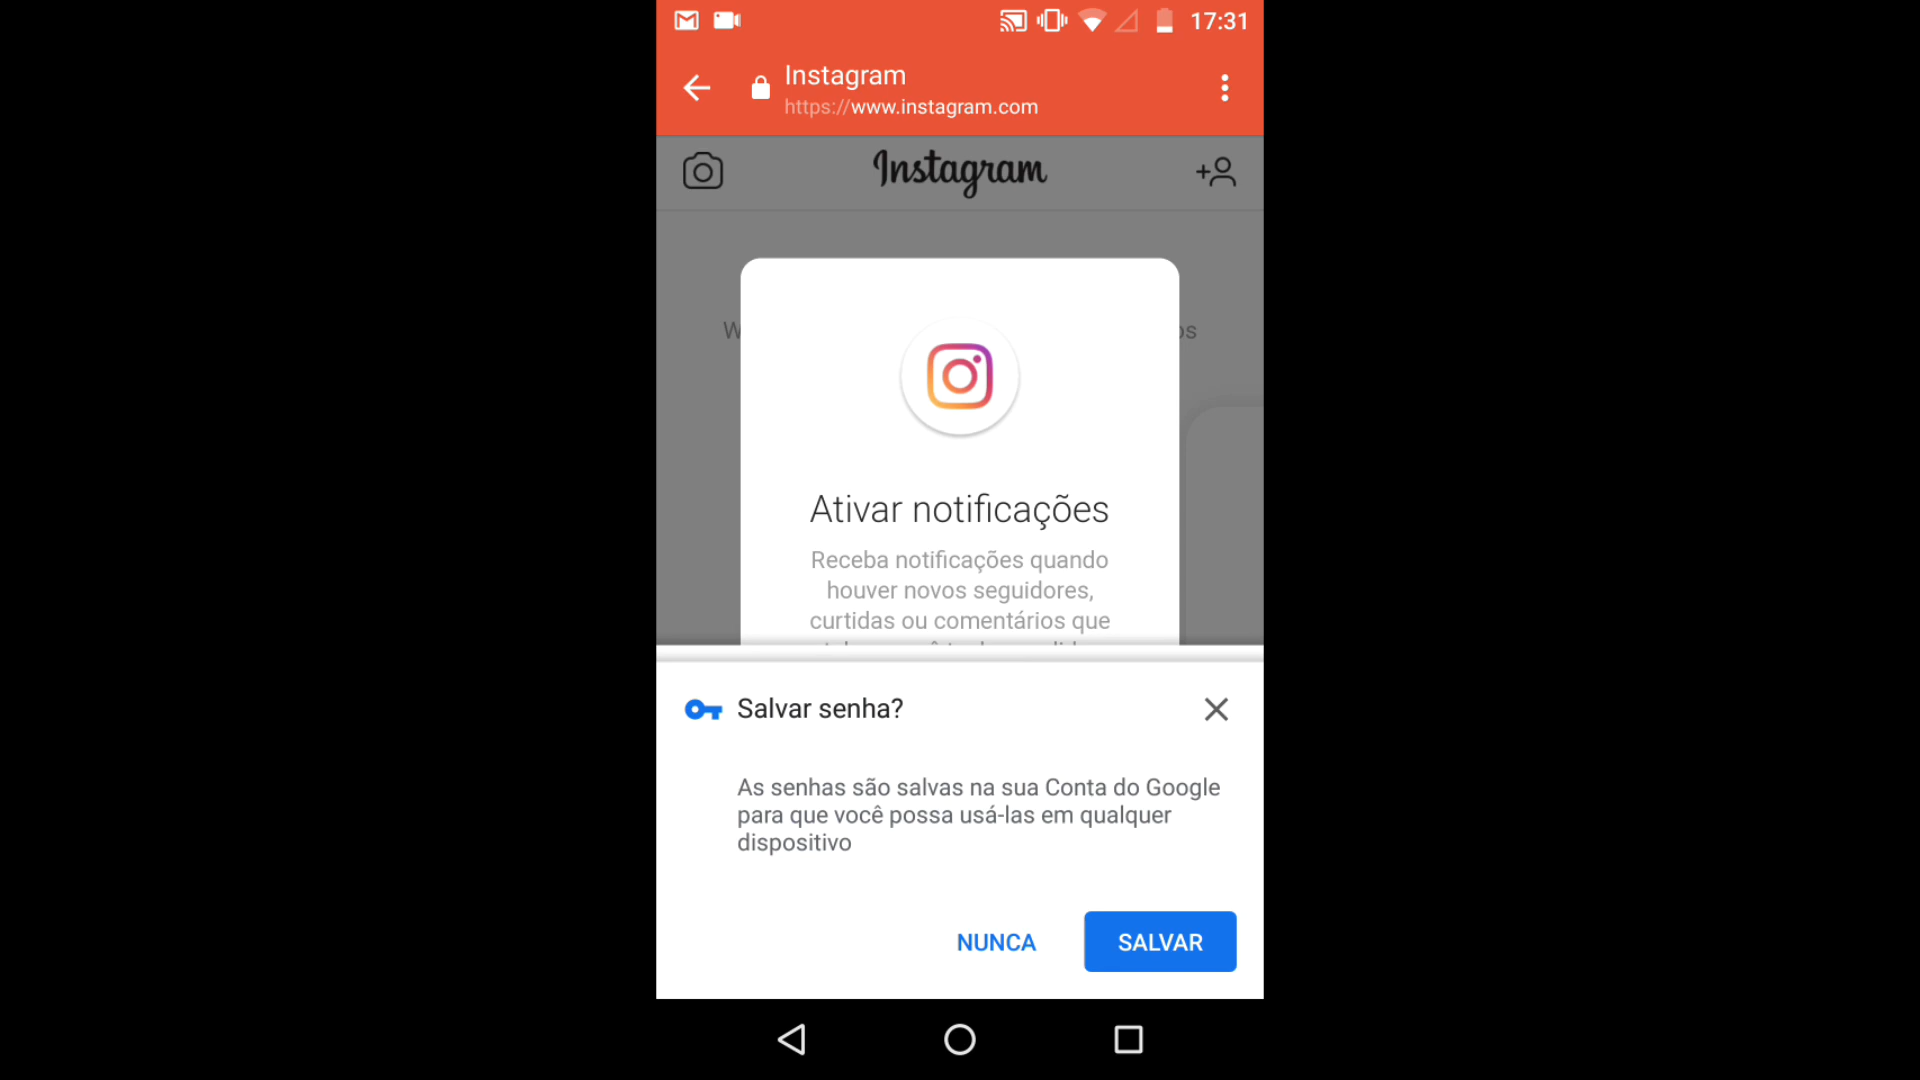 17:31
Instagram
https://www.instagram.com
Instagram
Ativar notificações
Receba notificações quando
houver novos seguidores,
curtidas ou comentários que
Salvar senha?
As senhas são salvas na sua Conta do Google
para que você possa usá-las em qualquer
dispositivo
NUNCA
SALVAR